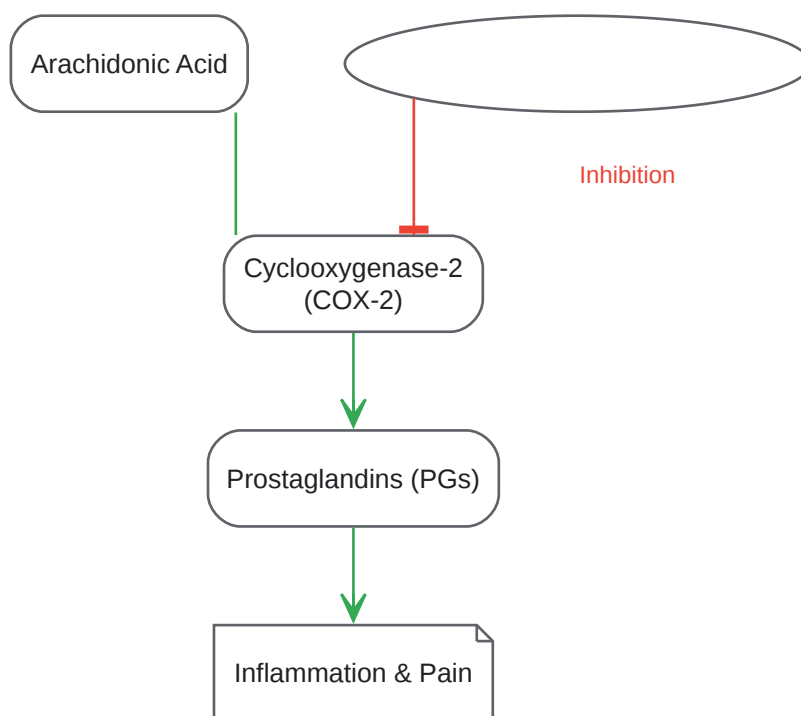 Arachidonic Acid
Inhibition
Cyclooxygenase-2
(COX-2)
Prostaglandins (PGs)
Inflammation & Pain